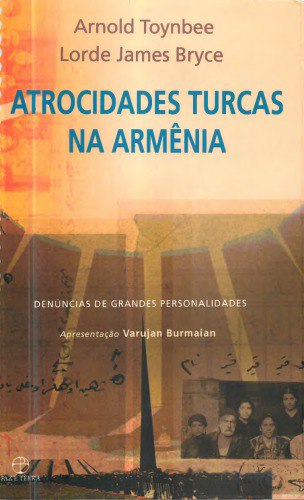 Arnold Toynbee
Lorde James Bryce
ATROCIDADES TURCAS
NA ARMÊNIA
DENÚNCIAS DE GRANDES PERSONALIDADES
Apresentação Varujan Burmaian
PAZ E TERRA